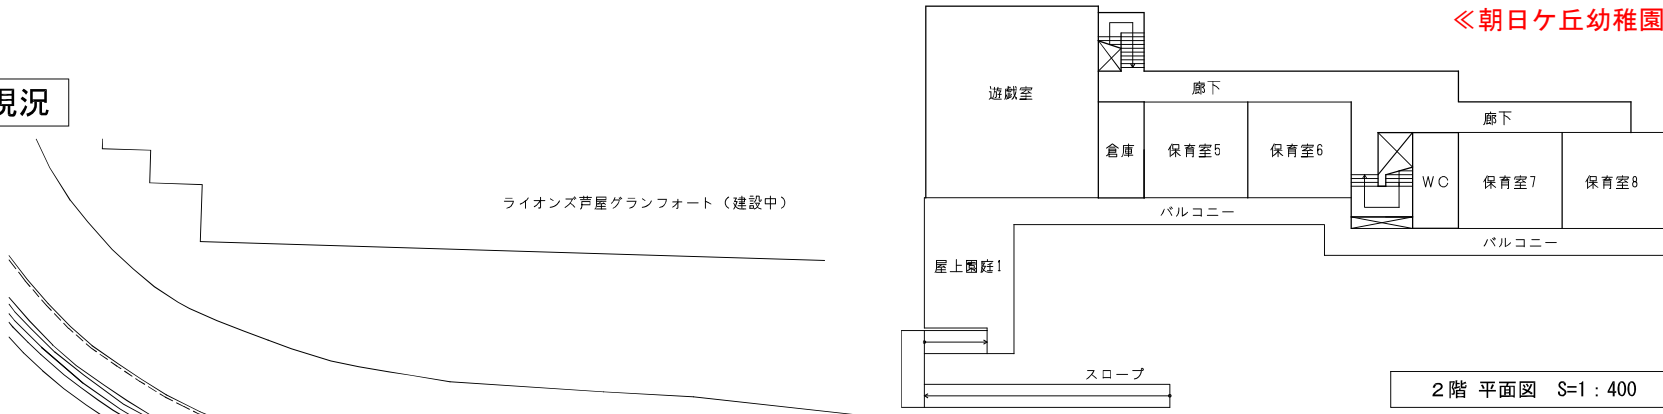 ≪朝日ケ丘幼稚園
現況
遊戯室
廊下
廊下
倉庫
保育室5
保育室6
WC
保育室7
保育室8
ライオンズ芦屋グランフォート（建設中）
バルコニー
バルコニー
屋上園庭1
スロープ
2階 平面図 S=1：400